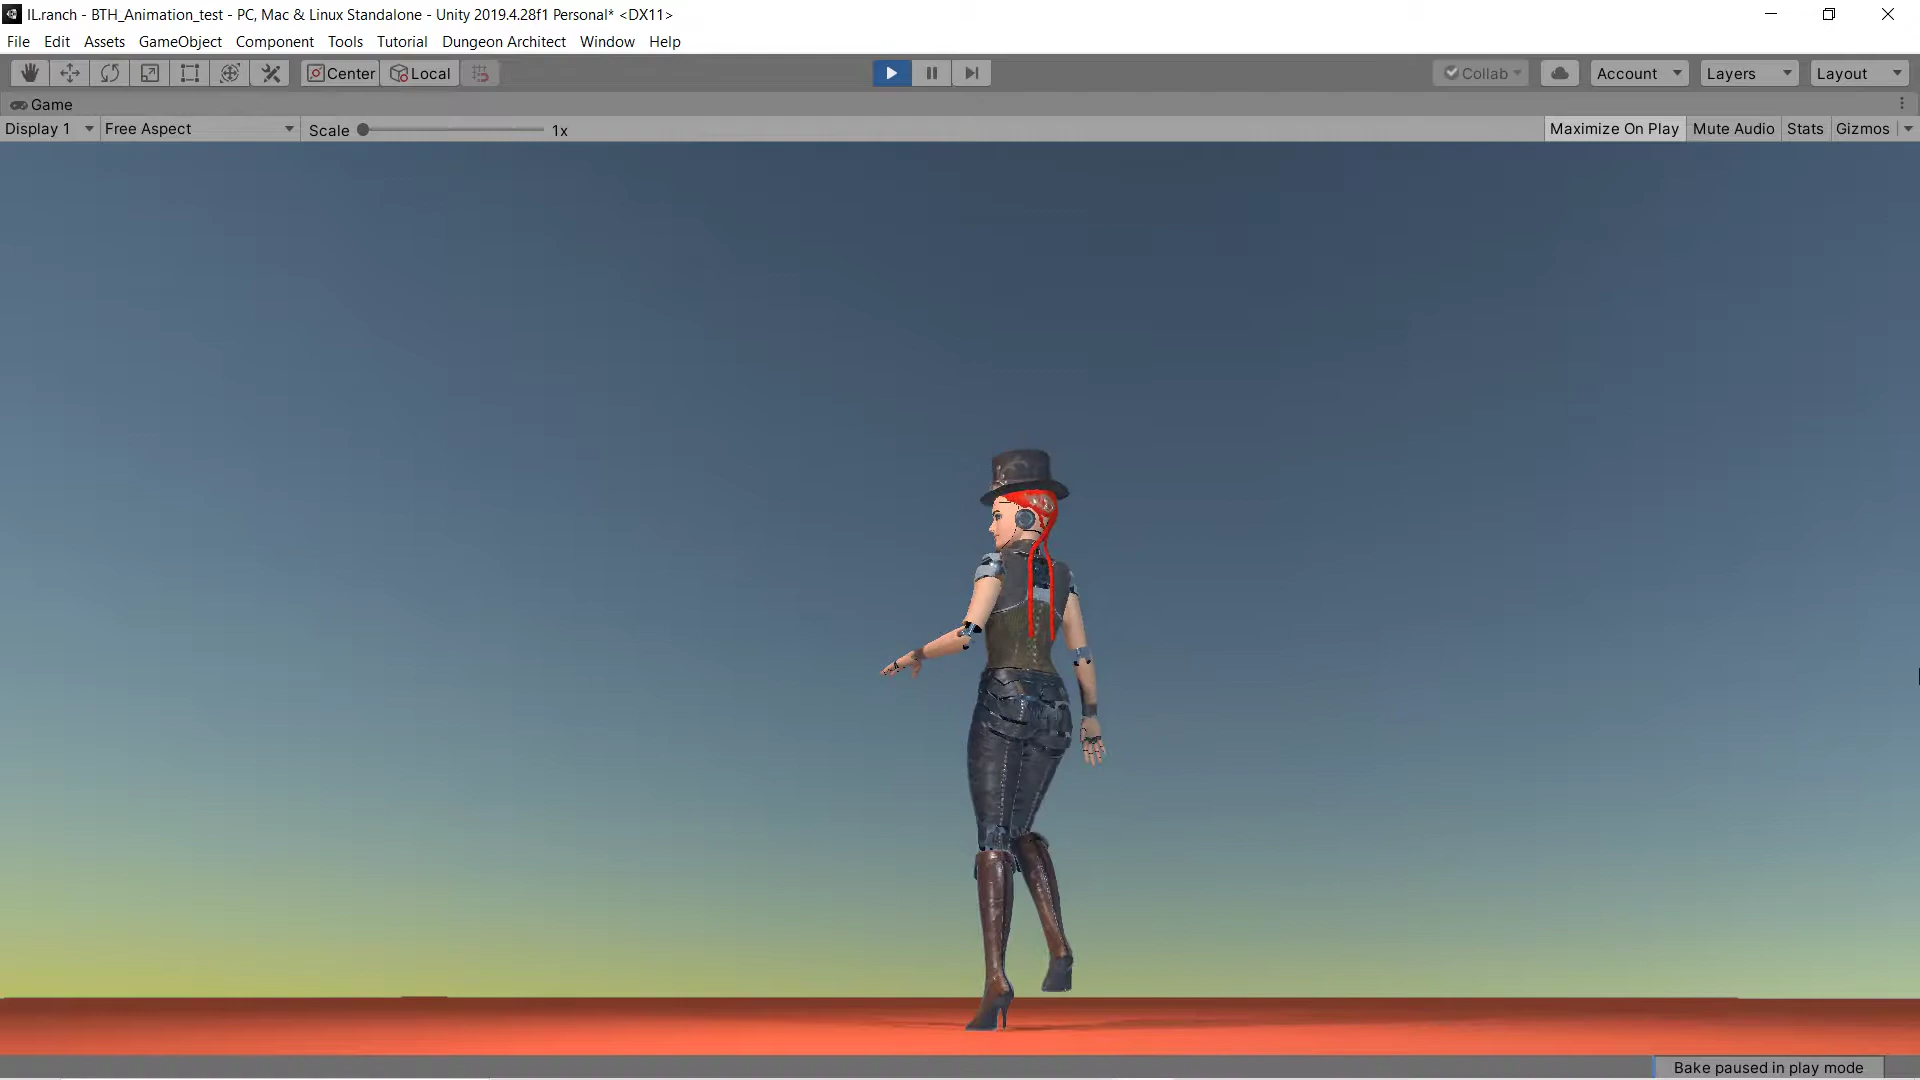 IL.ranch - BTH_Animation_test - PC, Mac & Linux Standalone - Unity 2019.4.28f1 Personal* <DX11>
File Edit Assets GameObject Component Tools Tutorial Dungeon Architect Window Help
Center Local Collab Account Layers Layout
Game
Display 1 Free Aspect Scale 1x Maximize On Play Mute Audio Stats Gizmos
Bake paused in play mode